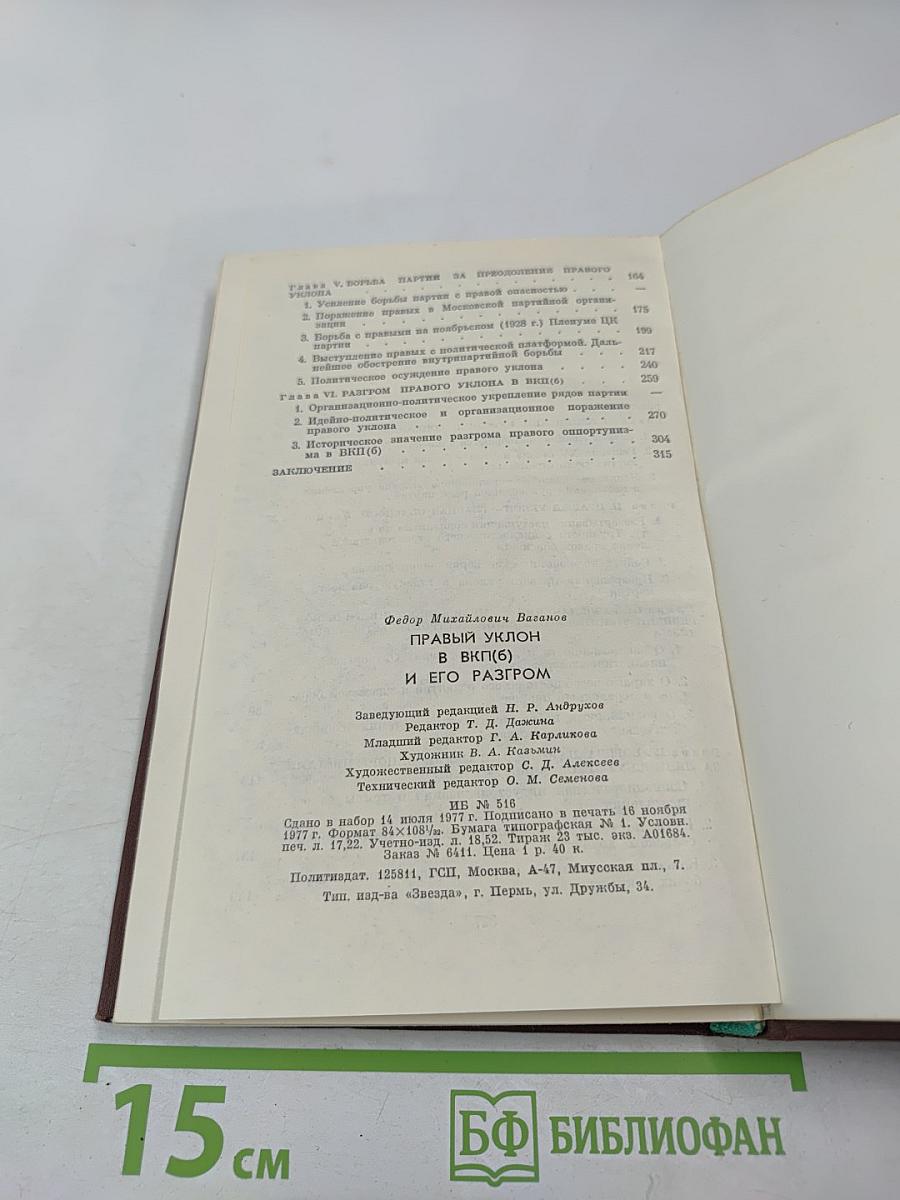 Глава V. БОРЬБА ПАРТИИ ЗА ПРЕОДОЛЕНИЕ ПРАВОГО
УКЛОНА . . . . . . . . . . . . . 164
1. Усиление борьбы партии с правой опасностью . . . —
2. Поражение правых в Московской партийной органи-
зации . . . . . . . . . . . . . 175
3. Борьба с правыми на ноябрьском (1928 г.) Пленуме ЦК
партии . . . . . . . . . . . . . 199
4. Выступление правых с политической платформой. Даль-
нейшее обострение внутрипартийной борьбы . . . . 217
5. Политическое осуждение правого уклона . . . . 240
Глава VI. РАЗГРОМ ПРАВОГО УКЛОНА В ВКП(б) . . . 259
1. Организационно-политическое укрепление рядов партии —
2. Идейно-политическое и организационное поражение
правого уклона . . . . . . . . . . . 270
3. Историческое значение разгрома правого оппортуниз-
ма в ВКП(б) . . . . . . . . . . . 304
ЗАКЛЮЧЕНИЕ . . . . . . . . . . . 315
Федор Михайлович Ваганов
ПРАВЫЙ УКЛОН
В ВКП(б)
И ЕГО РАЗГРОМ
Заведующий редакцией Н. Р. Андрухов
Редактор Т. Д. Дажина
Младший редактор Г. А. Карликова
Художник В. А. Казьмин
Художественный редактор С. Д. Алексеев
Технический редактор О. М. Семенова
ИБ № 516
Сдано в набор 14 июля 1977 г. Подписано в печать 16 ноября
1977 г. Формат 84×108¹/₃₂. Бумага типографская № 1. Условн.
печ. л. 17,22. Учетно-изд. л. 18,52. Тираж 23 тыс. экз. А01684.
Заказ № 6411. Цена 1 р. 40 к.
Политиздат. 125811, ГСП, Москва, А-47, Миусская пл., 7.
Тип. изд-ва «Звезда», г. Пермь, ул. Дружбы, 34.
15 см
БФ БИБЛИОФАН